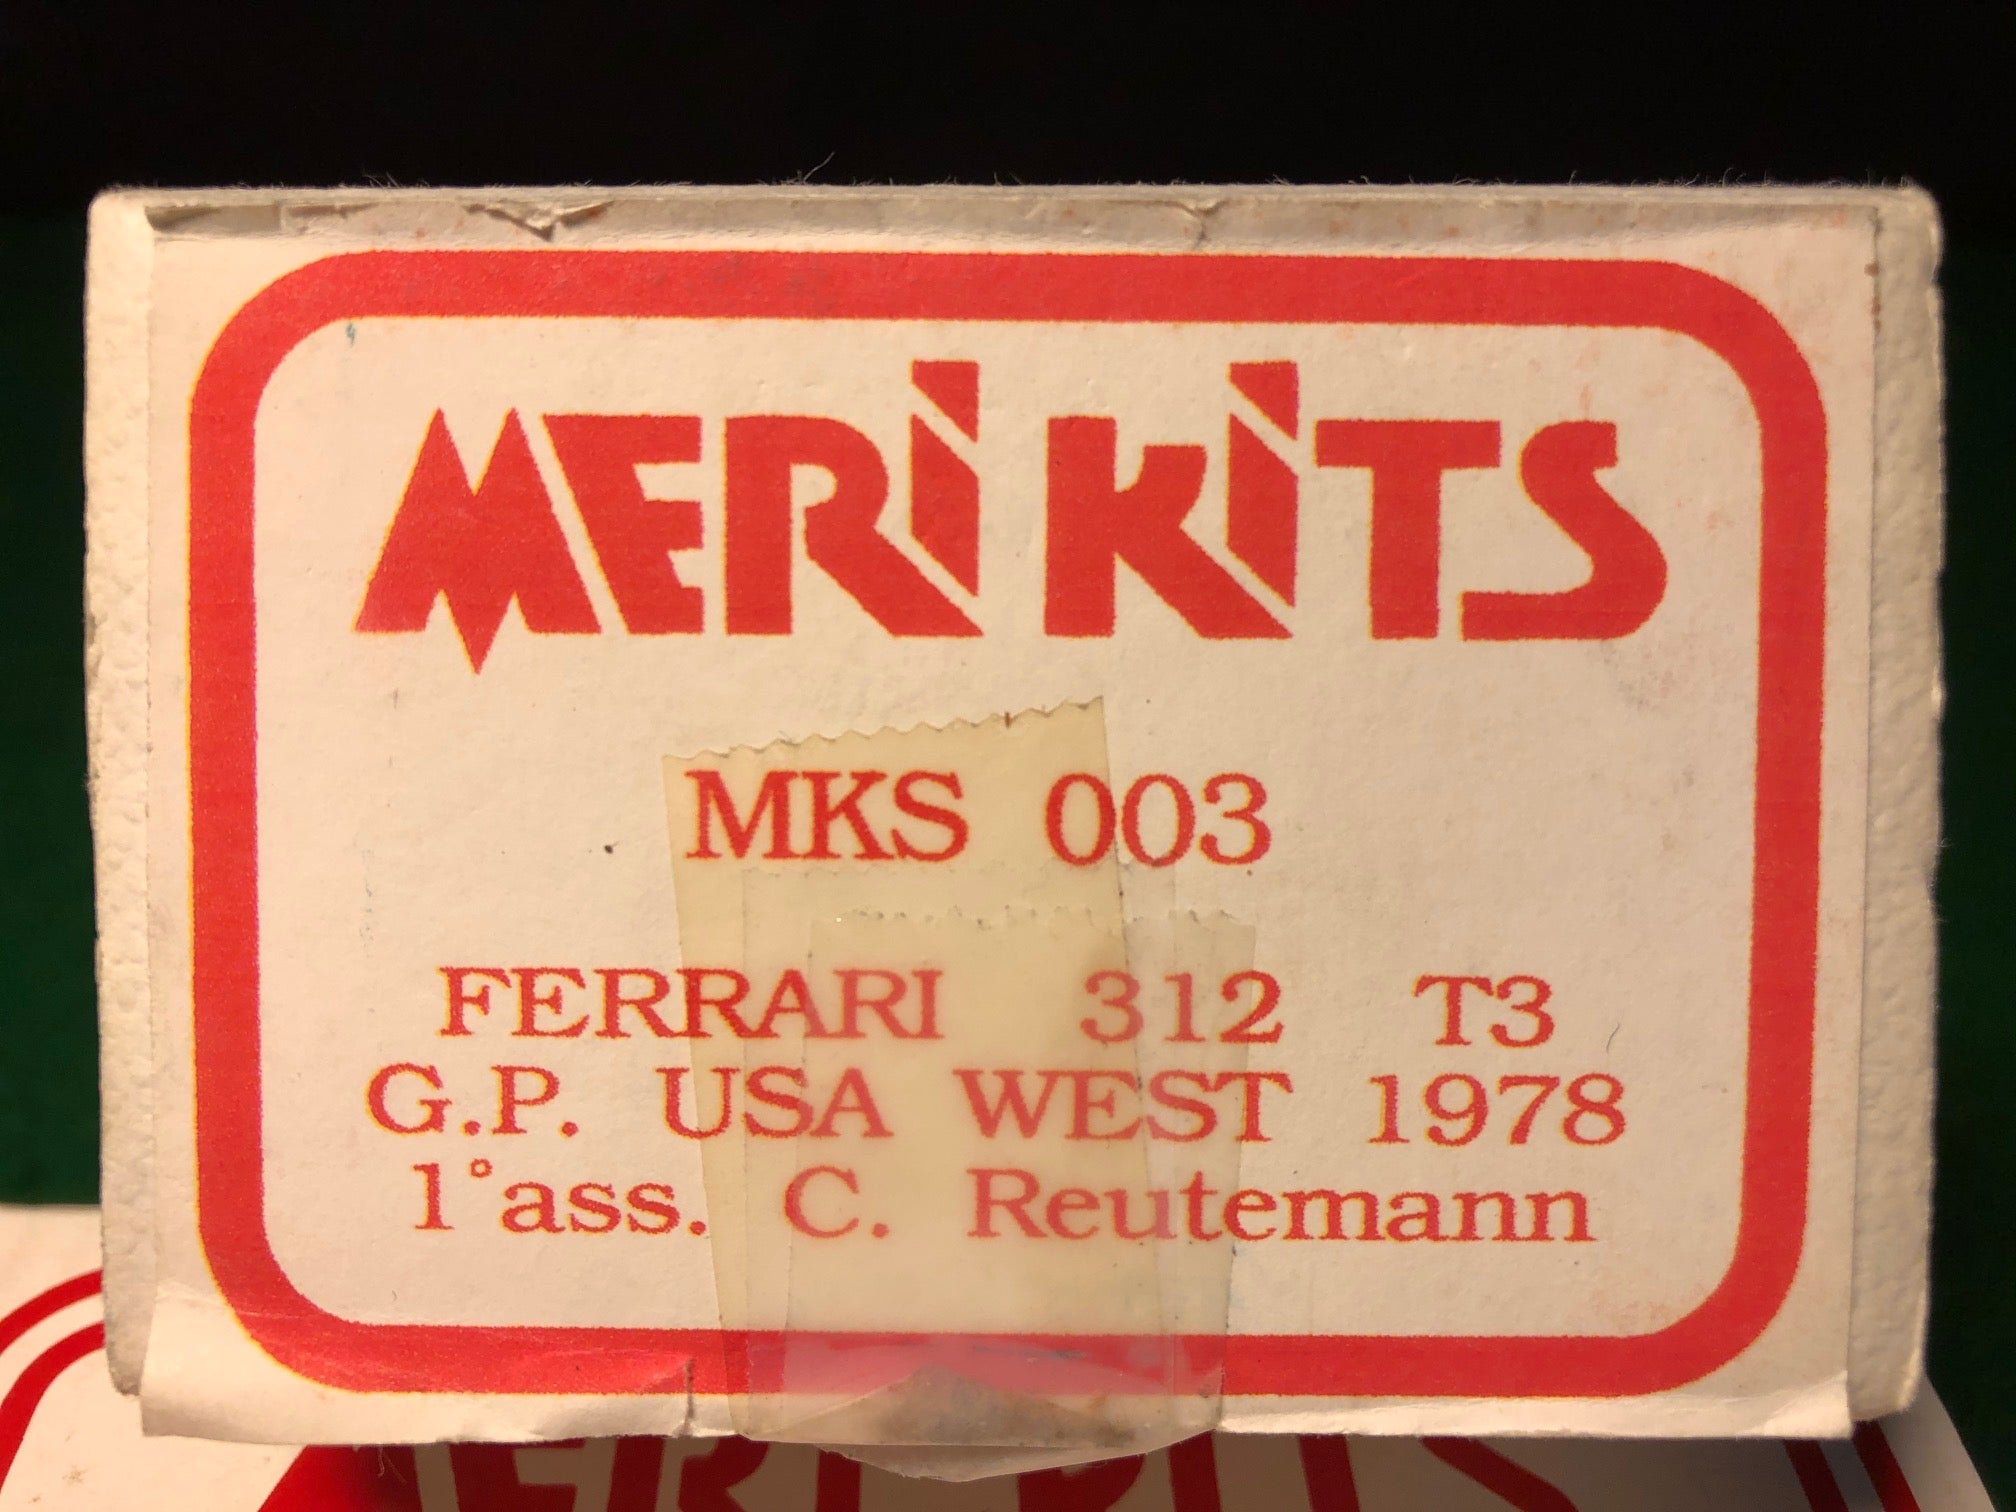 MERI KITS
MKS 003
FERRARI 312 T3
G.P. USA WEST 1978
1°ass. C. Reutemann